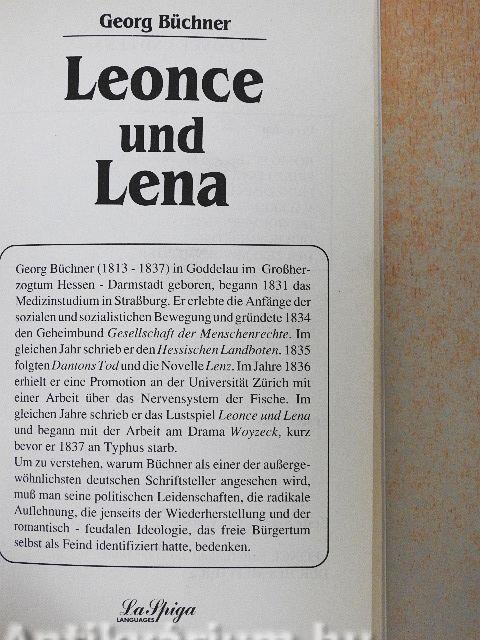 Georg Büchner
Leonce
und
Lena
Georg Büchner (1813 - 1837) in Goddelau im Großher-
zogtum Hessen - Darmstadt geboren, begann 1831 das
Medizinstudium in Straßburg. Er erlebte die Anfänge der
sozialen und sozialistischen Bewegung und gründete 1834
den Geheimbund Gesellschaft der Menschenrechte. Im
gleichen Jahr schrieb er den Hessischen Landboten. 1835
folgten Dantons Tod und die Novelle Lenz. Im Jahre 1836
erhielt er eine Promotion an der Universität Zürich mit
einer Arbeit über das Nervensystem der Fische. Im
gleichen Jahre schrieb er das Lustspiel Leonce und Lena
und begann mit der Arbeit am Drama Woyzeck, kurz
bevor er 1837 an Typhus starb.
Um zu verstehen, warum Büchner als einer der außerge-
wöhnlichsten deutschen Schriftsteller angesehen wird,
muß man seine politischen Leidenschaften, die radikale
Auflehnung, die jenseits der Wiederherstellung und der
romantisch - feudalen Ideologie, das freie Bürgertum
selbst als Feind identifiziert hatte, bedenken.
La Spiga
LANGUAGES